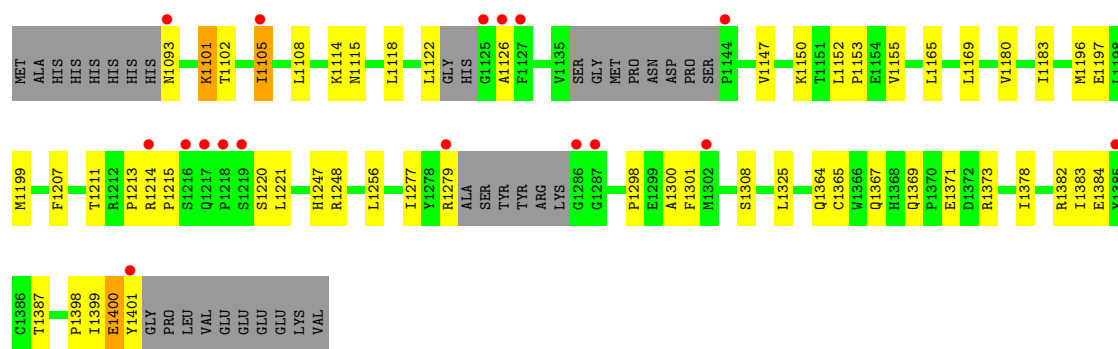 MET ALA HIS HIS HIS HIS HIS HIS N1093 K1101 T1102 I1105 L1108 K1114 N1115 L1118 L1122 GLY HIS G1125 A1126 F1127 V1135 SER GLY MET PRO ASN ASP PRO SER P1144 V1147 K1150 T1151 L1152 P1153 E1154 V1155 L1165 L1169 V1180 I1183 M1196 E1197 L1198
M1199 F1207 T1211 R1212 P1213 R1214 P1215 S1216 Q1217 P1218 S1219 S1220 L1221 H1247 R1248 L1256 I1277 Y1278 R1279 ALA SER TYR TYR ARG LYS G1286 G1287 P1298 E1299 A1300 F1301 M1302 S1308 L1325 Q1364 C1365 W1366 Q1367 H1368 Q1369 P1370 E1371 D1372 R1373 I1378 R1382 I1383 E1384 Y1385
C1386 T1387 P1398 I1399 E1400 Y1401 GLY PRO LEU VAL GLU GLU GLU GLU LYS VAL